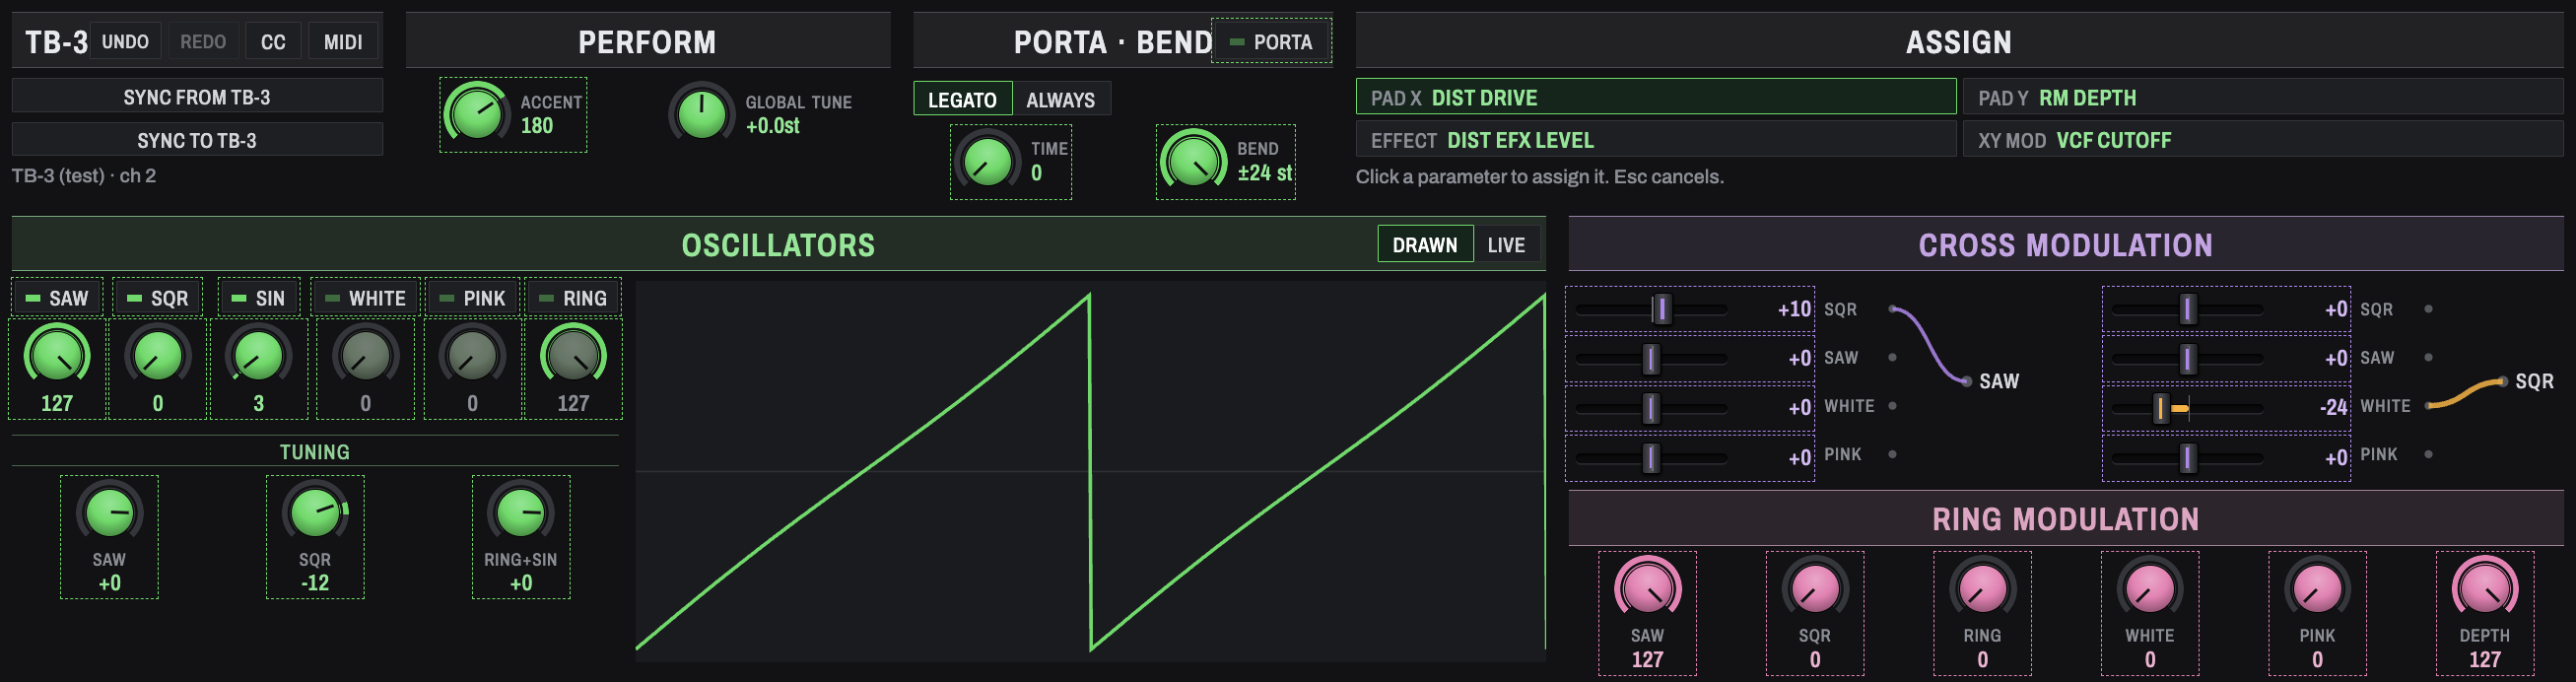 TB-3 UNDO REDO CC MIDI
SYNC FROM TB-3
SYNC TO TB-3
TB-3 (test) · ch 2
PERFORM
ACCENT
180
GLOBAL TUNE
+0.0st
PORTA · BEND PORTA
LEGATO ALWAYS
TIME
0
BEND
±24 st
ASSIGN
PAD X DIST DRIVE
PAD Y RM DEPTH
EFFECT DIST EFX LEVEL
XY MOD VCF CUTOFF
Click a parameter to assign it. Esc cancels.
OSCILLATORS DRAWN LIVE
SAW SQR SIN WHITE PINK RING
127 0 3 0 0 127
TUNING
SAW SQR RING+SIN
+0 -12 +0
CROSS MODULATION
+10 SQR
+0 SAW
+0 WHITE
+0 PINK
SAW
+0 SQR
+0 SAW
-24 WHITE
+0 PINK
SQR
RING MODULATION
SAW SQR RING WHITE PINK DEPTH
127 0 0 0 0 127